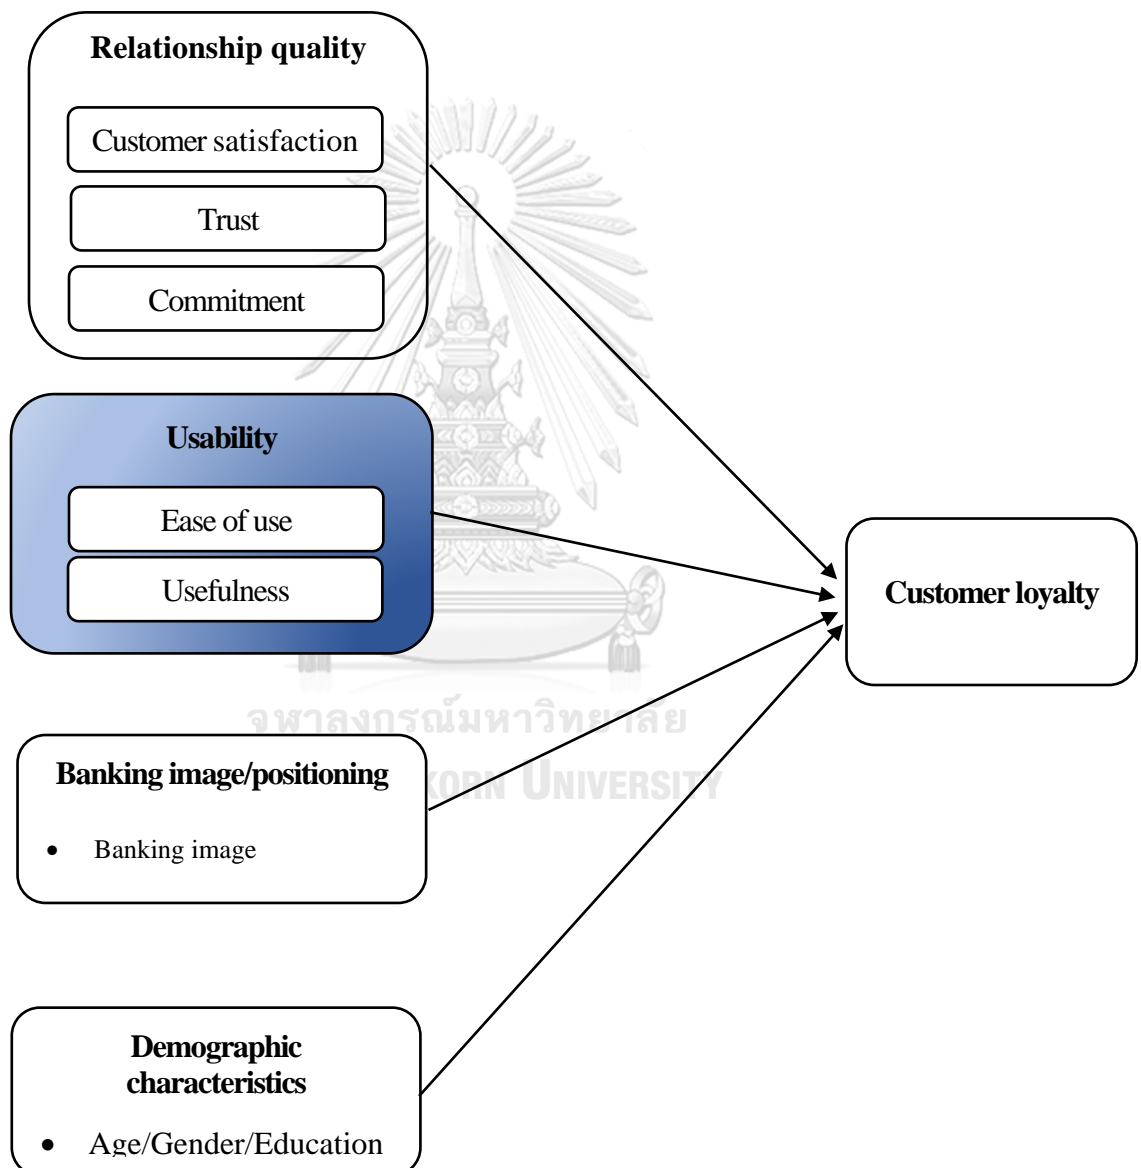 Relationship quality
Customer satisfaction
Trust
Commitment
Usability
Ease of use
Usefulness
Customer loyalty
จุฬาลงกรณ์มหาวิทยาลัย
Banking image/positioning
KORN UNIVERSITY
• Banking image
Demographic
characteristics
• Age/Gender/Education